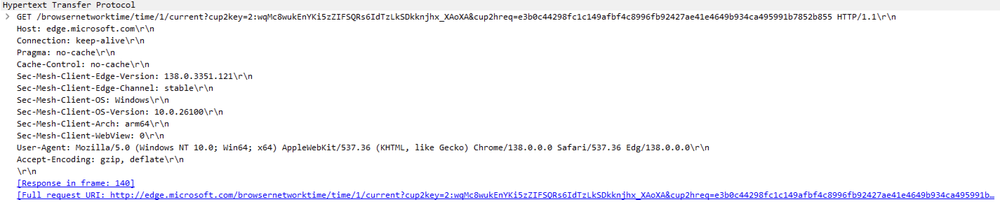 Hypertext Transfer Protocol
GET /browsernetworktime/time/1/current?cup2key=2:wqMc8wukEnYKi5zZIFSQRs6IdTzLkSDkknjhx_XAoXA&cup2hreq=e3b0c44298fc1c149afbf4c8996fb92427ae41e4649b934ca495991b7852b855 HTTP/1.1\r\n
Host: edge.microsoft.com\r\n
Connection: keep-alive\r\n
Pragma: no-cache\r\n
Cache-Control: no-cache\r\n
Sec-Mesh-Client-Edge-Version: 138.0.3351.121\r\n
Sec-Mesh-Client-Edge-Channel: stable\r\n
Sec-Mesh-Client-OS: Windows\r\n
Sec-Mesh-Client-OS-Version: 10.0.26100\r\n
Sec-Mesh-Client-Arch: arm64\r\n
Sec-Mesh-Client-WebView: 0\r\n
User-Agent: Mozilla/5.0 (Windows NT 10.0; Win64; x64) AppleWebKit/537.36 (KHTML, like Gecko) Chrome/138.0.0.0 Safari/537.36 Edg/138.0.0.0\r\n
Accept-Encoding: gzip, deflate\r\n
\r\n
[Response in frame: 140]
[Full request URI: http://edge.microsoft.com/browsernetworktime/time/1/current?cup2key=2:wqMc8wukEnYKi5zZIFSQRs6IdTzLkSDkknjhx_XAoXA&cup2hreq=e3b0c44298fc1c149afbf4c8996fb92427ae41e4649b934ca495991b…